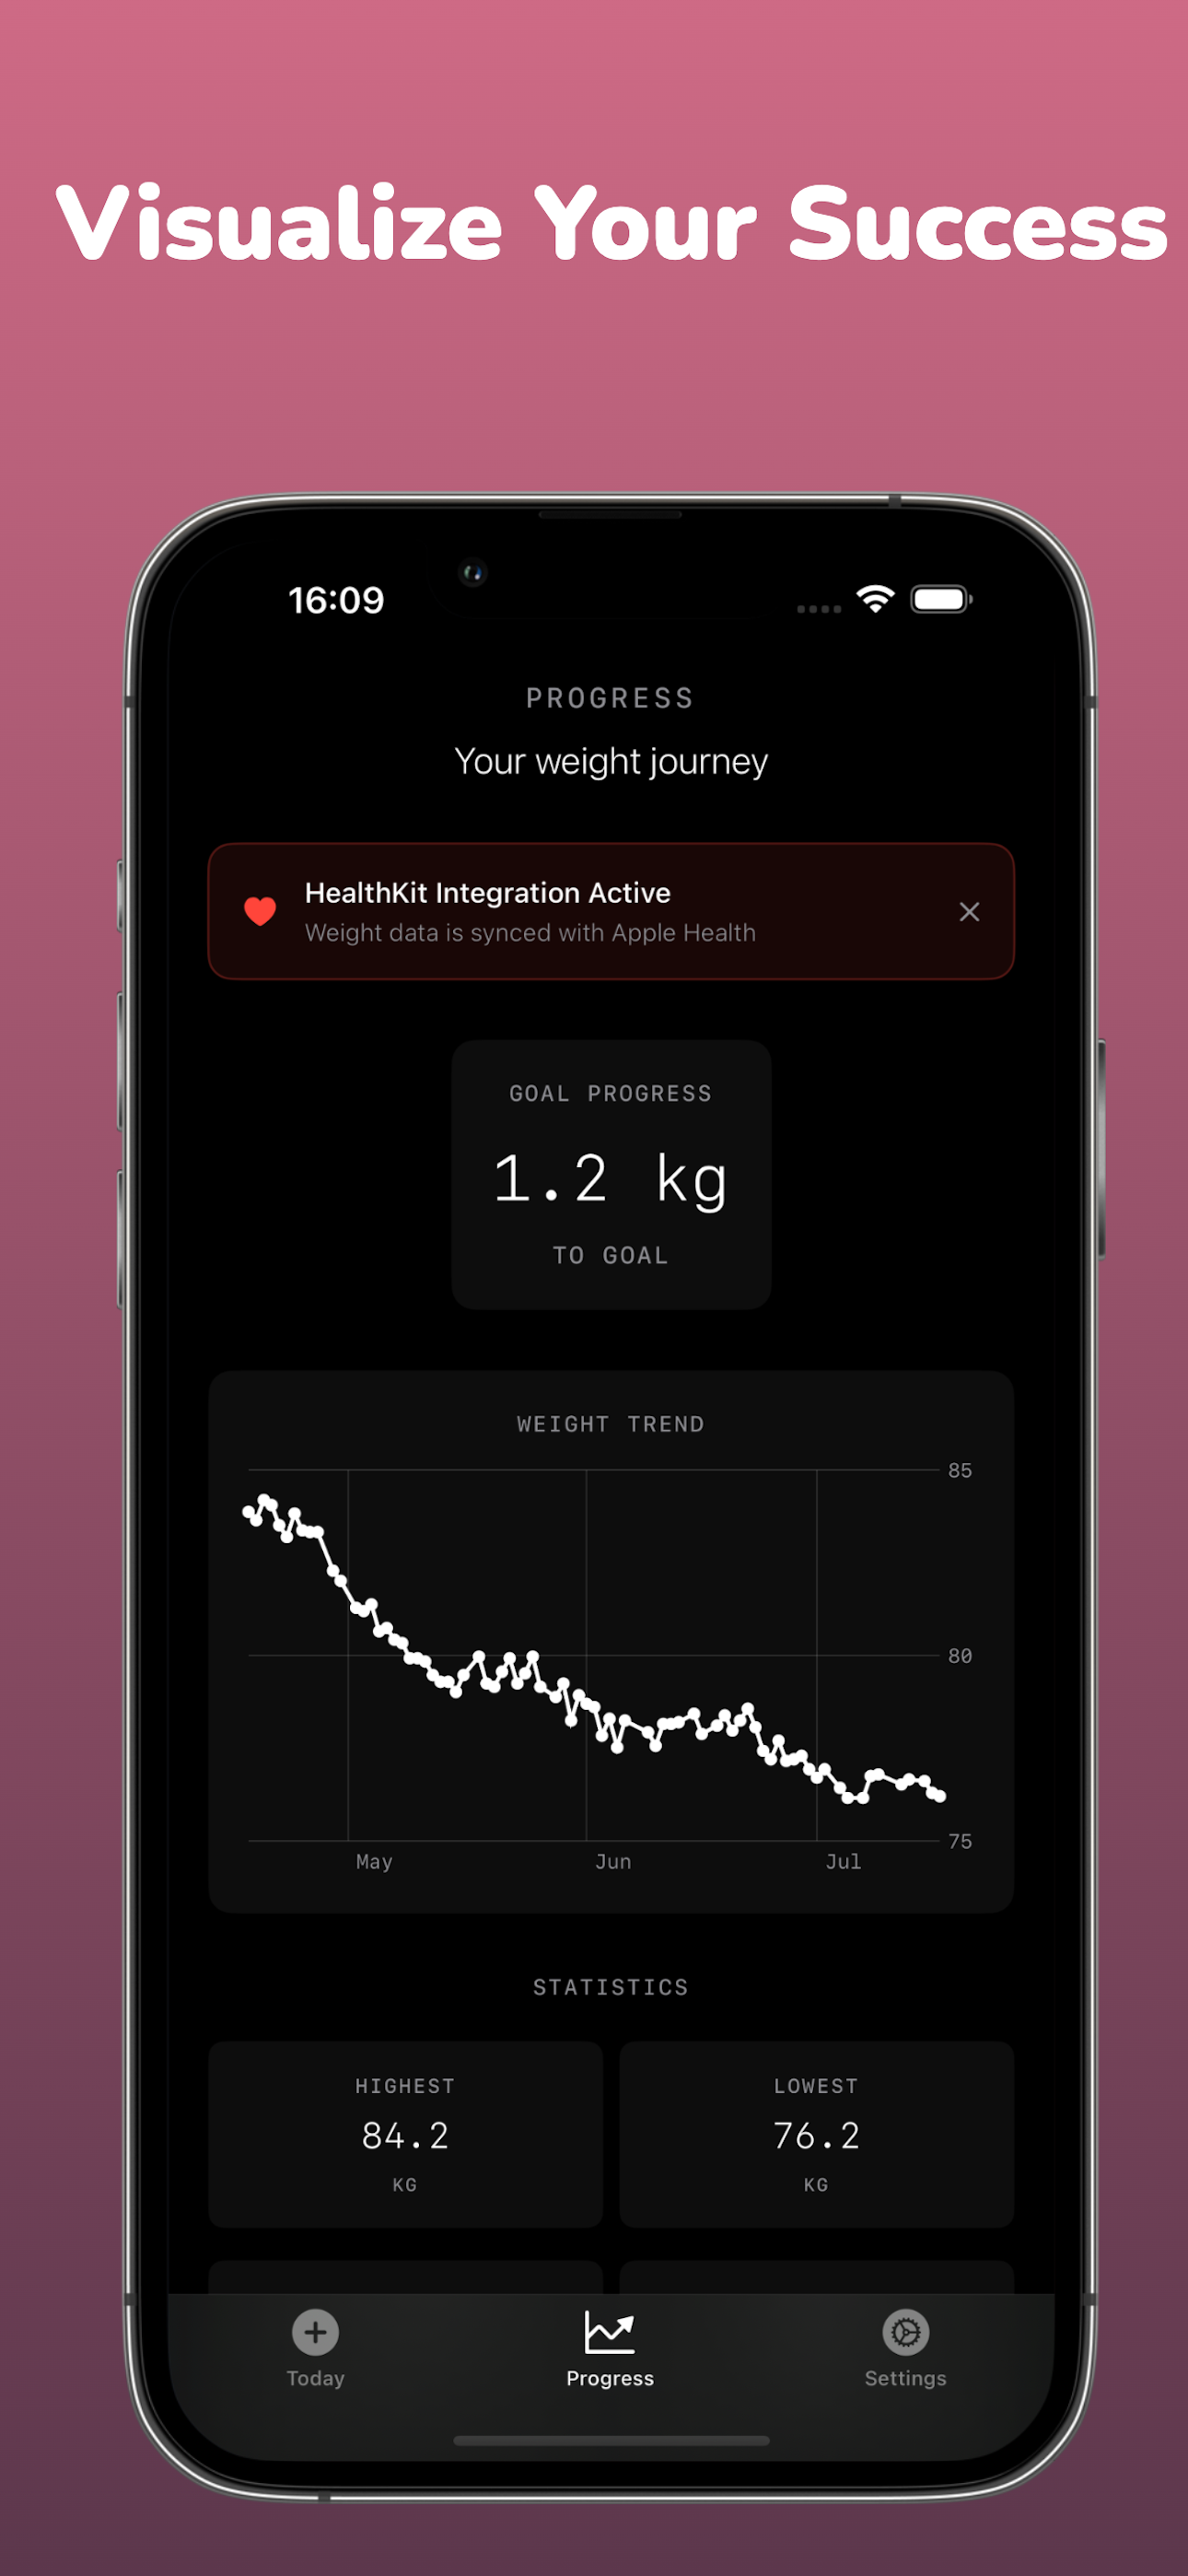 Visualize Your Success
16:09
PROGRESS
Your weight journey
HealthKit Integration Active
Weight data is synced with Apple Health
GOAL PROGRESS
1.2 kg
TO GOAL
WEIGHT TREND
85
80
75
May Jun Jul
STATISTICS
HIGHEST LOWEST
84.2 76.2
KG KG
Today Progress Settings